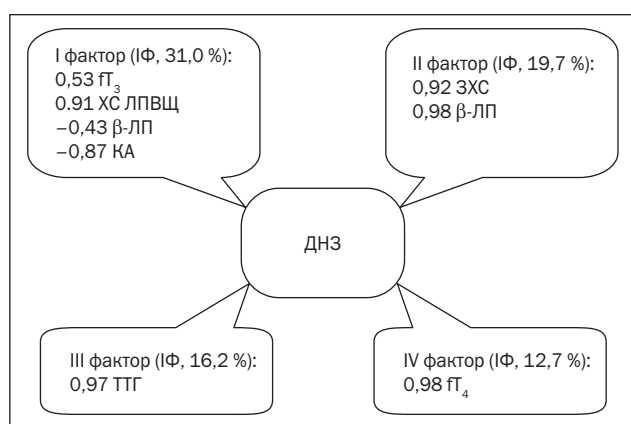 I фактор (ІФ, 31,0 %):
0,53 fT₃
0.91 ХС ЛПВЩ
–0,43 β-ЛП
–0,87 КА
II фактор (ІФ, 19,7 %):
0,92 ЗХС
0,98 β-ЛП
ДНЗ
III фактор (ІФ, 16,2 %):
0,97 ТТГ
IV фактор (ІФ, 12,7 %):
0,98 fT₄